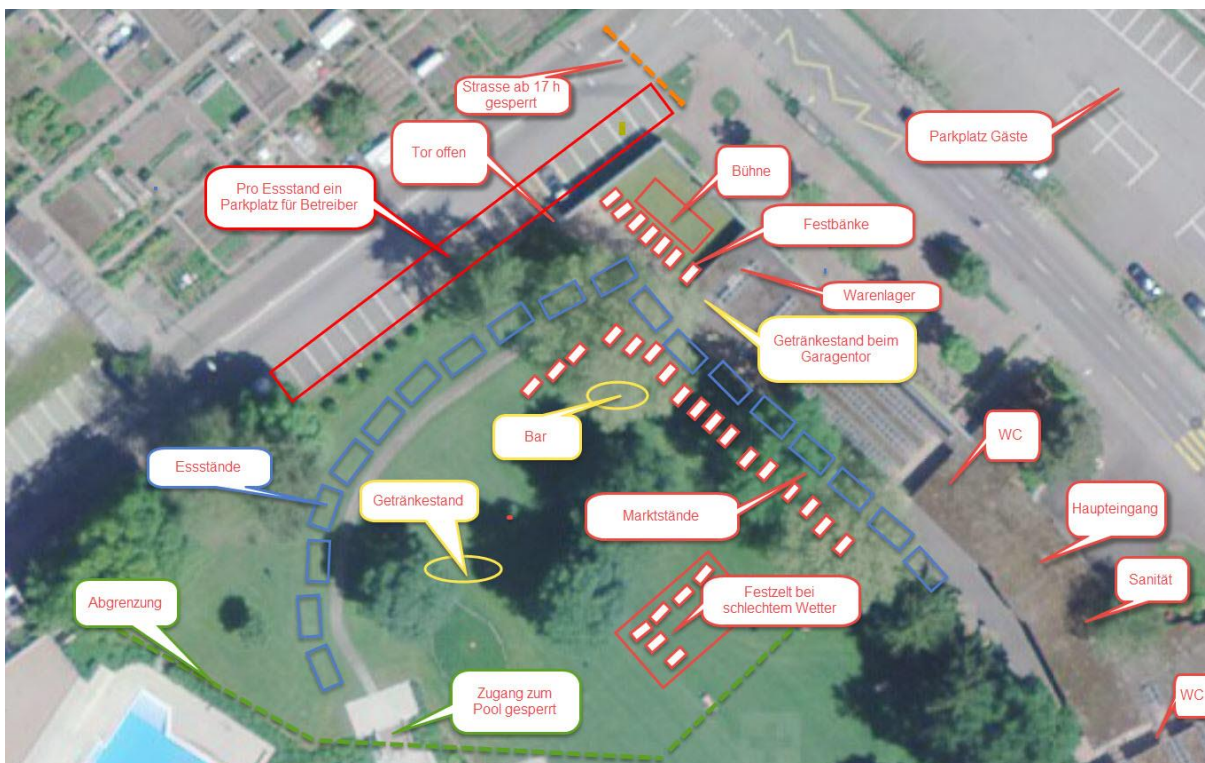 Strasse ab 17 h
gesperrt
Parkplatz Gäste
Tor offen
Bühne
Pro Essstand ein
Parkplatz für Betreiber
Festbänke
Warenlager
Getränkestand beim
Garagentor
Bar
WC
Essstände
Getränkestand
Marktstände
Haupteingang
Festzelt bei
schlechtem Wetter
Sanität
Abgrenzung
Zugang zum
Pool gesperrt
WC